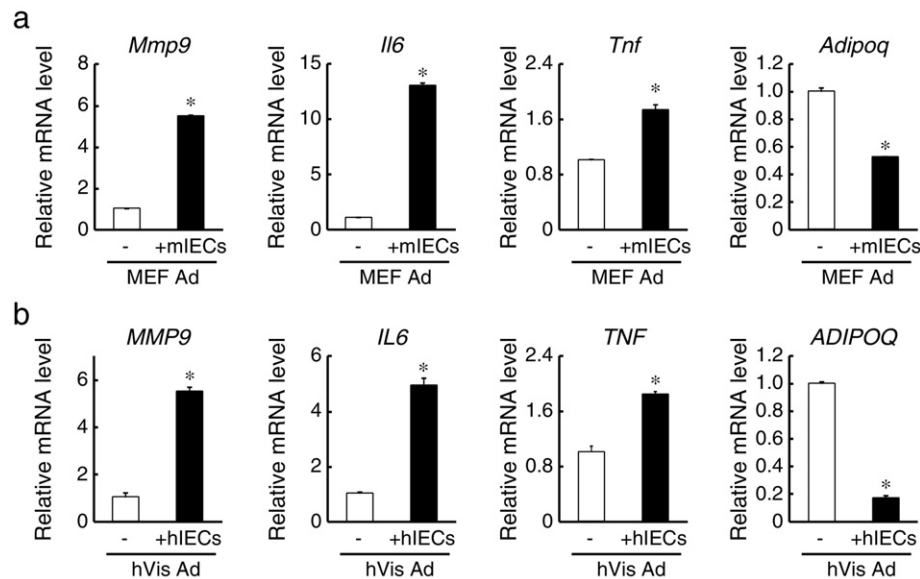 a
Mmp9
Relative mRNA level
8
6
4
2
0
*
- +mIECs
MEF Ad
Il6
Relative mRNA level
15
10
5
0
*
- +mIECs
MEF Ad
Tnf
Relative mRNA level
2.4
1.6
0.8
0
*
- +mIECs
MEF Ad
Adipoq
Relative mRNA level
1.2
1.0
0.8
0.6
0.4
0.2
0
*
- +mIECs
MEF Ad
b
MMP9
Relative mRNA level
6
4
2
0
*
- +hIECs
hVis Ad
IL6
Relative mRNA level
6
4
2
0
*
- +hIECs
hVis Ad
TNF
Relative mRNA level
2.4
1.6
0.8
0
*
- +hIECs
hVis Ad
ADIPOQ
Relative mRNA level
1.2
1.0
0.8
0.6
0.4
0.2
0
*
- +hIECs
hVis Ad